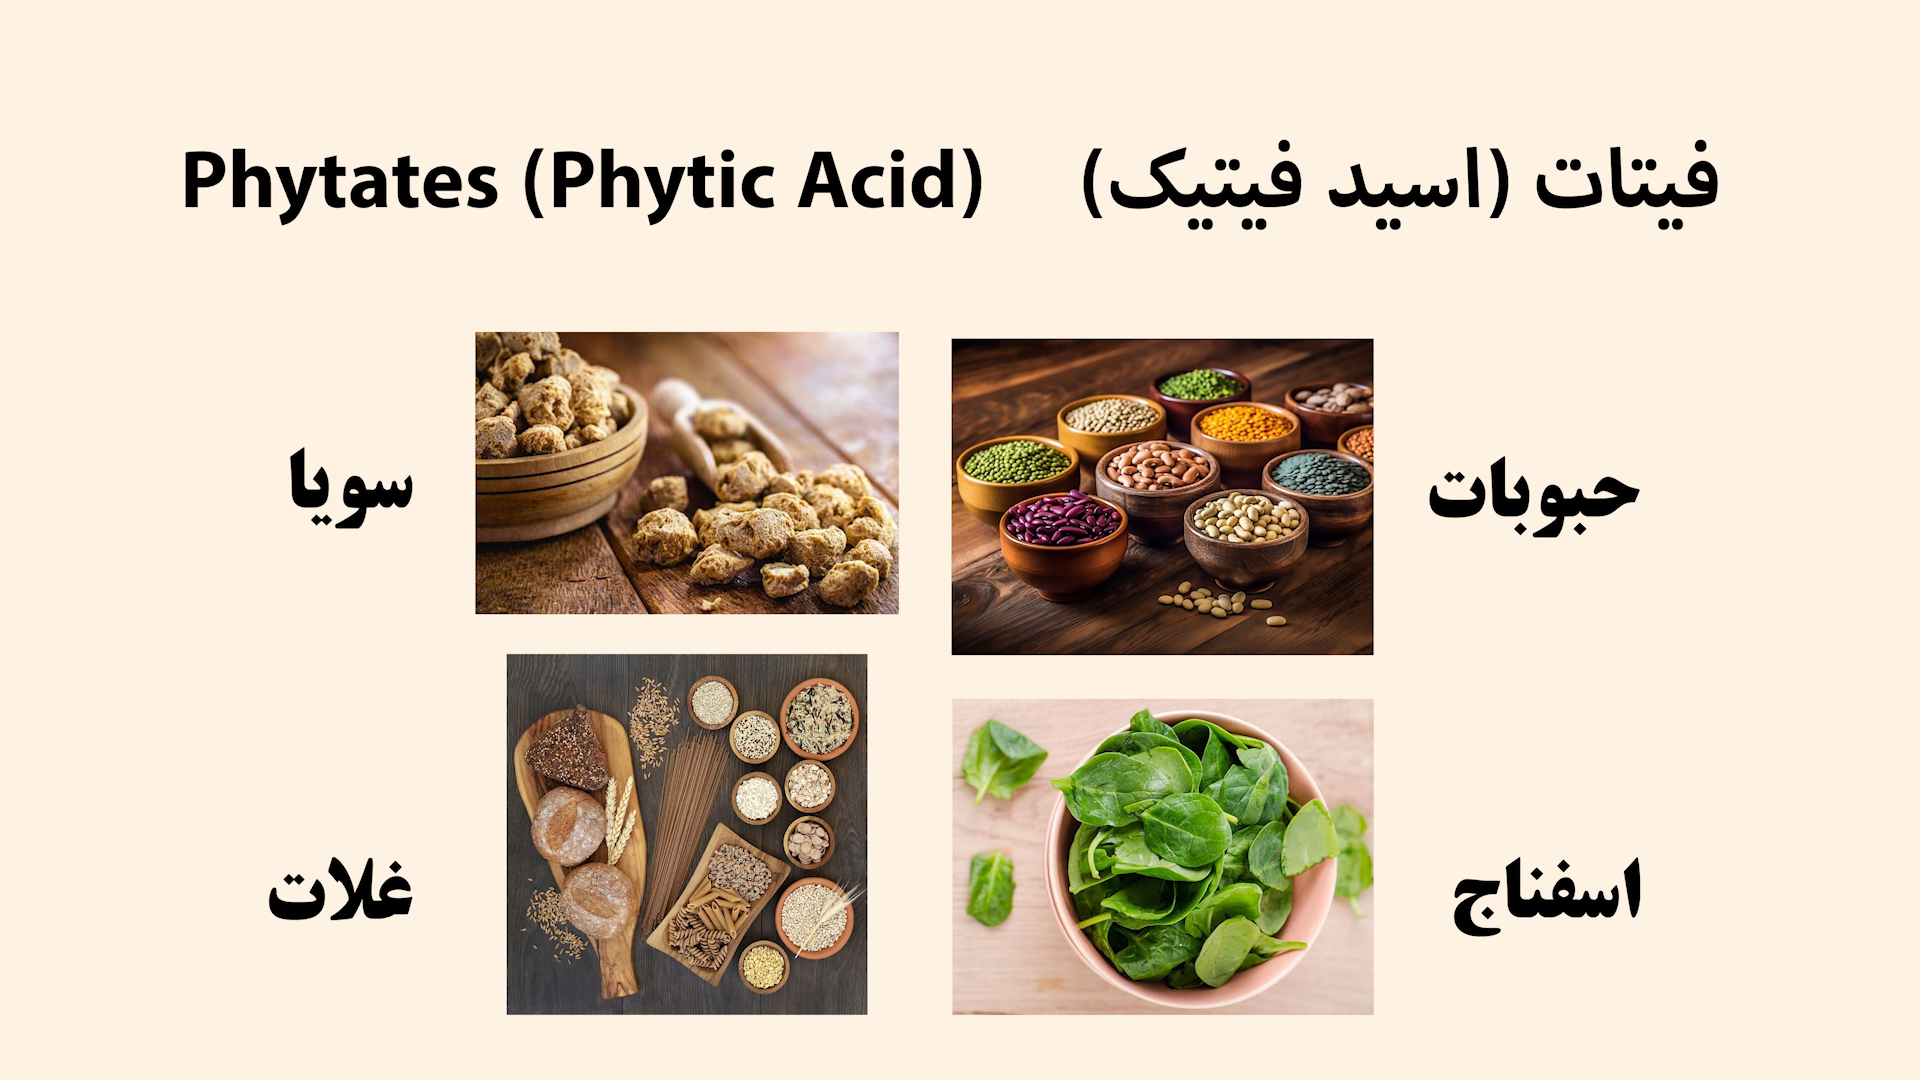 Phytates (Phytic Acid) فیتات (اسید فیتیک)
سویا
حبوبات
غلات
اسفناج